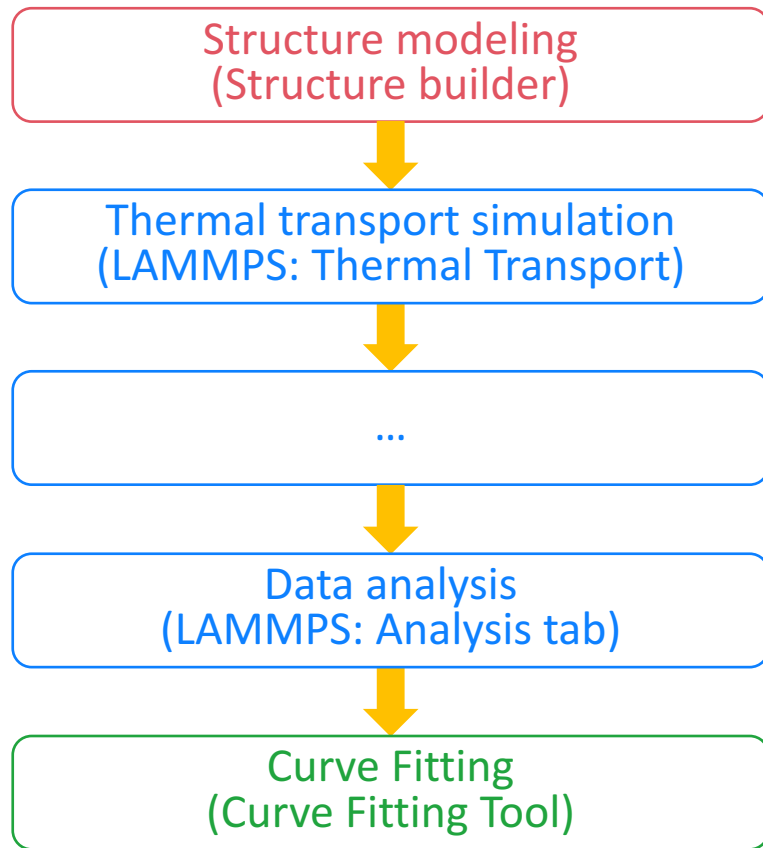 Structure modeling
(Structure builder)
Thermal transport simulation
(LAMMPS: Thermal Transport)
...
Data analysis
(LAMMPS: Analysis tab)
Curve Fitting
(Curve Fitting Tool)